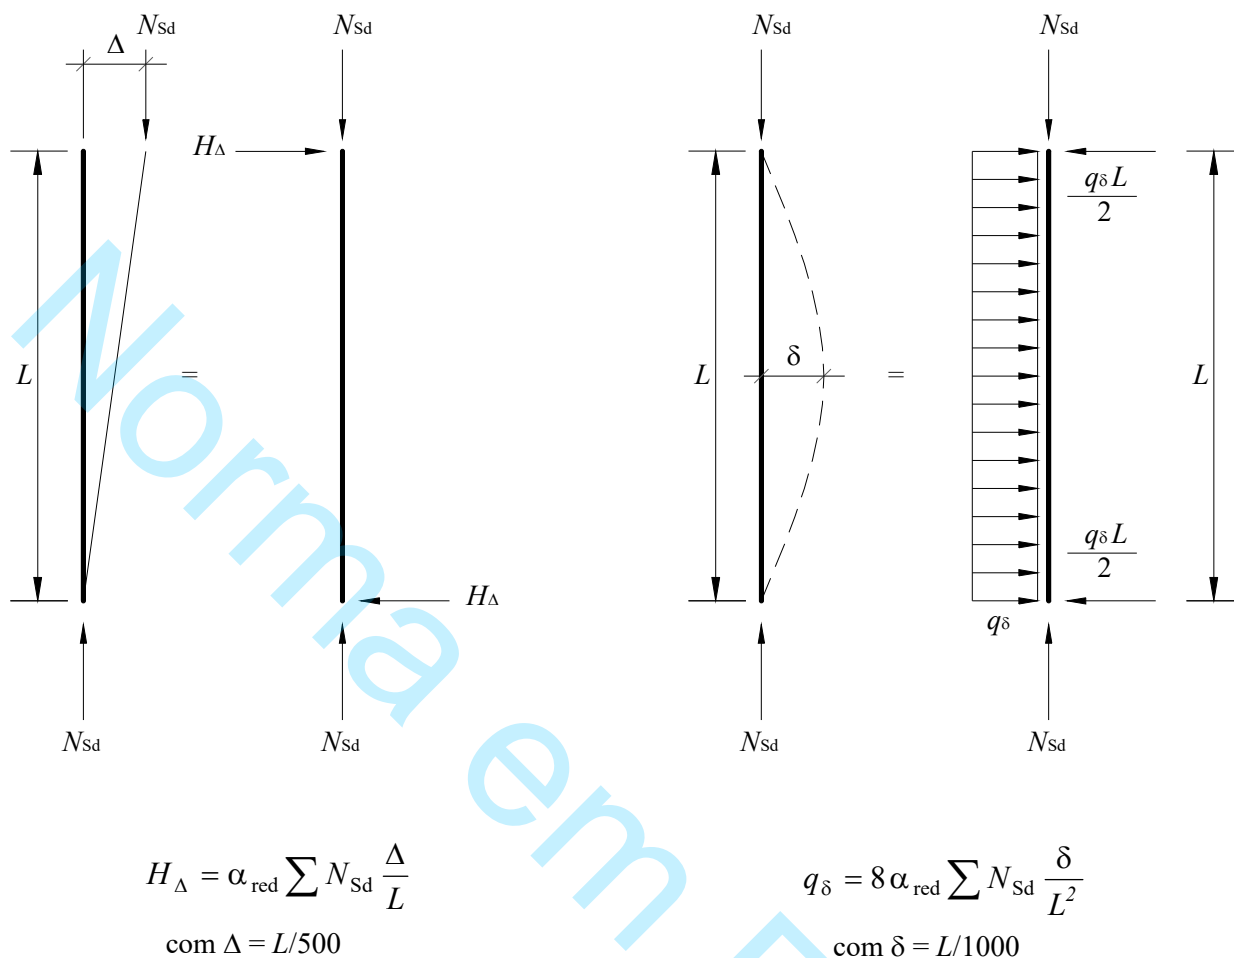 N_Sd N_Sd N_Sd N_Sd
Δ
H_Δ
q_δ L / 2
L = L δ = L
q_δ L / 2
H_Δ
q_δ
N_Sd N_Sd N_Sd N_Sd
H_Δ = α_red ∑ N_Sd Δ/L
com Δ = L/500
q_δ = 8 α_red ∑ N_Sd δ/L²
com δ = L/1000
Norma em